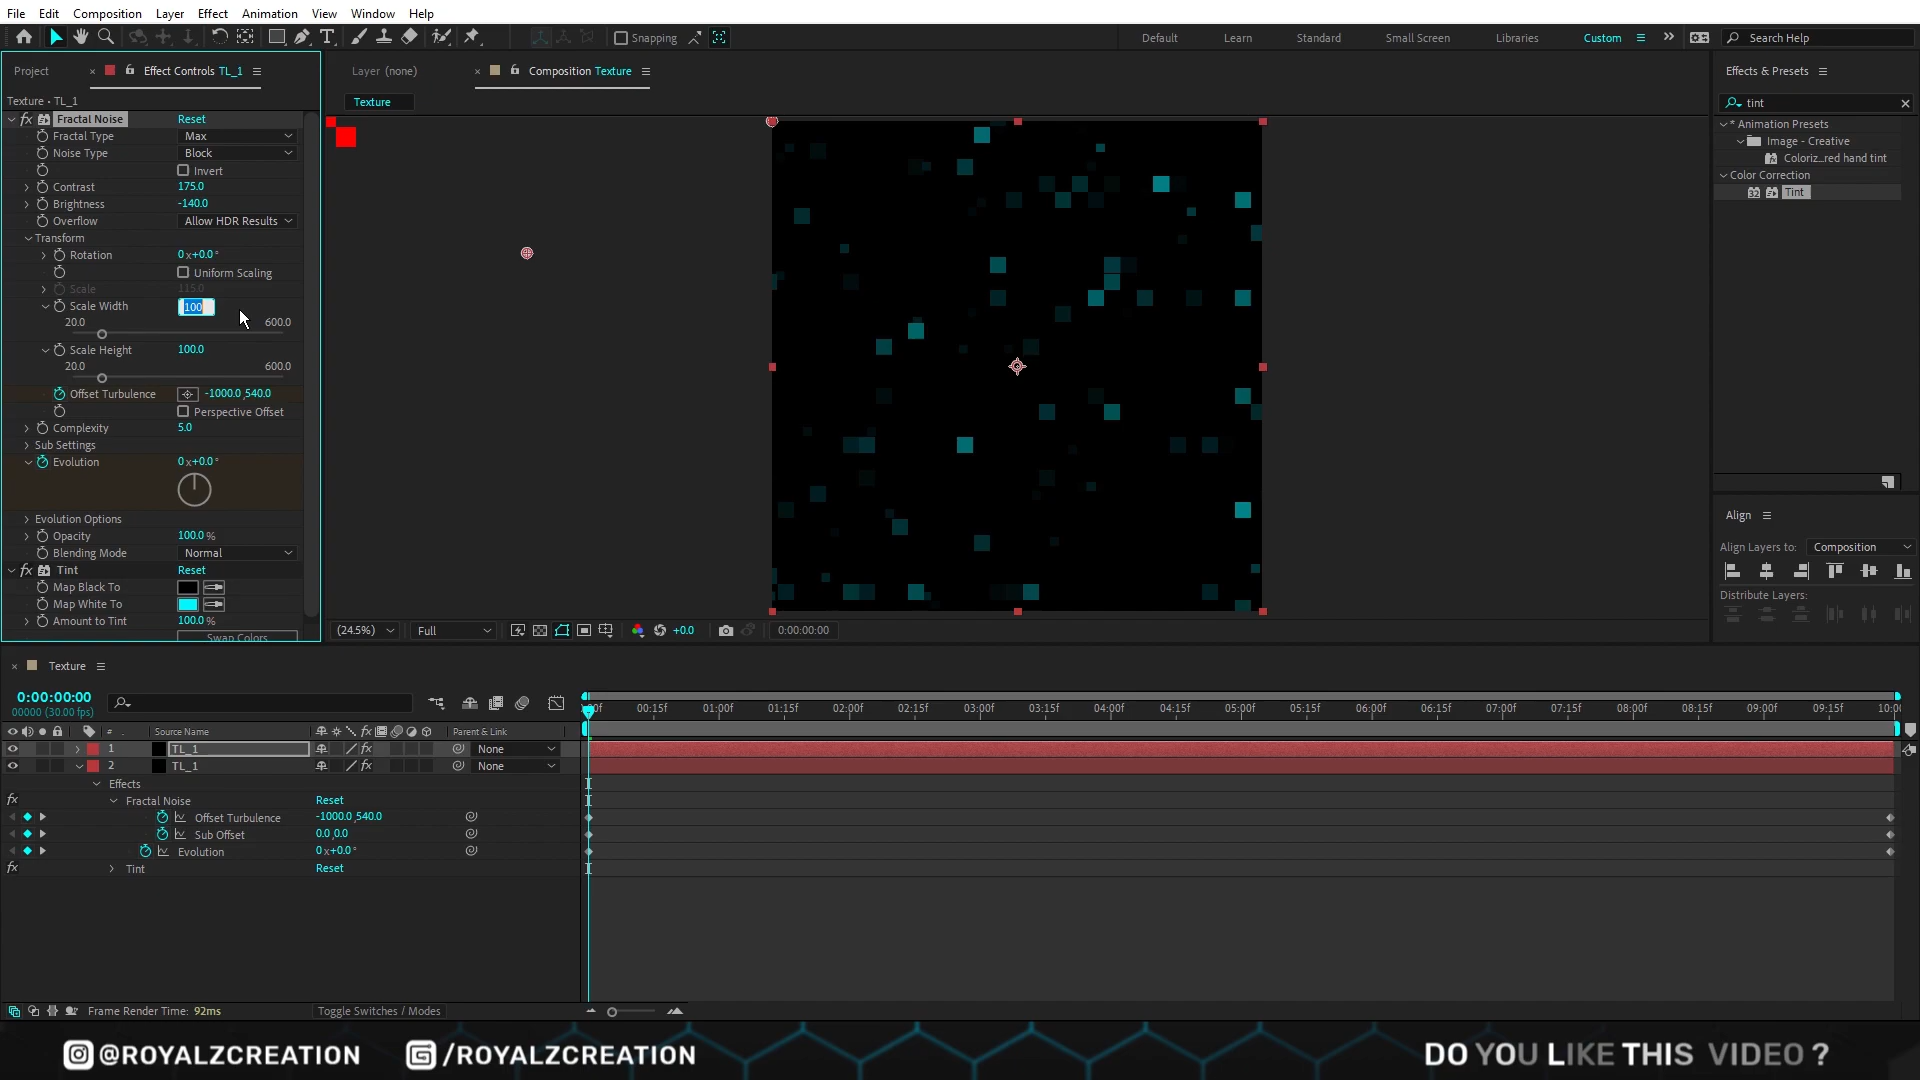 File Edit Composition Layer Effect Animation View Window Help
Snapping
Default Learn Standard Small Screen Libraries Custom
Search Help
Project
Effect Controls TL_1
Layer (none)
Composition Texture
Effects & Presets
Texture • TL_1
Texture
tint
Fractal Noise Reset
Fractal Type Max
Noise Type Block
Invert
Contrast 175.0
Brightness -140.0
Overflow Allow HDR Results
Transform
Rotation 0x+0.0°
Uniform Scaling
Scale 115.0
Scale Width 100
20.0 600.0
Scale Height 100.0
20.0 600.0
Offset Turbulence -1000.0,540.0
Perspective Offset
Complexity 5.0
Sub Settings
Evolution 0x+0.0°
Evolution Options
Opacity 100.0 %
Blending Mode Normal
Tint Reset
Map Black To
Map White To
Amount to Tint 100.0 %
Swap Colors
* Animation Presets
Image - Creative
Coloriz...red hand tint
Color Correction
32 Tint
Align
Align Layers to: Composition
Distribute Layers:
(24.5%) Full +0.0 0:00:00:00
Texture
0:00:00:00
00000 (30.00 fps)
00:15f 01:00f 01:15f 02:00f 02:15f 03:00f 03:15f 04:00f 04:15f 05:00f 05:15f 06:00f 06:15f 07:00f 07:15f 08:00f 08:15f 09:00f 09:15f 10:0
# Source Name Parent & Link
1 TL_1 None
2 TL_1 None
Effects
fx Fractal Noise Reset
Offset Turbulence -1000.0,540.0
Sub Offset 0.0,0.0
Evolution 0x+0.0°
fx Tint Reset
Frame Render Time: 92ms
Toggle Switches / Modes
@ROYALZCREATION /ROYALZCREATION DO YOU LIKE THIS VIDEO ?